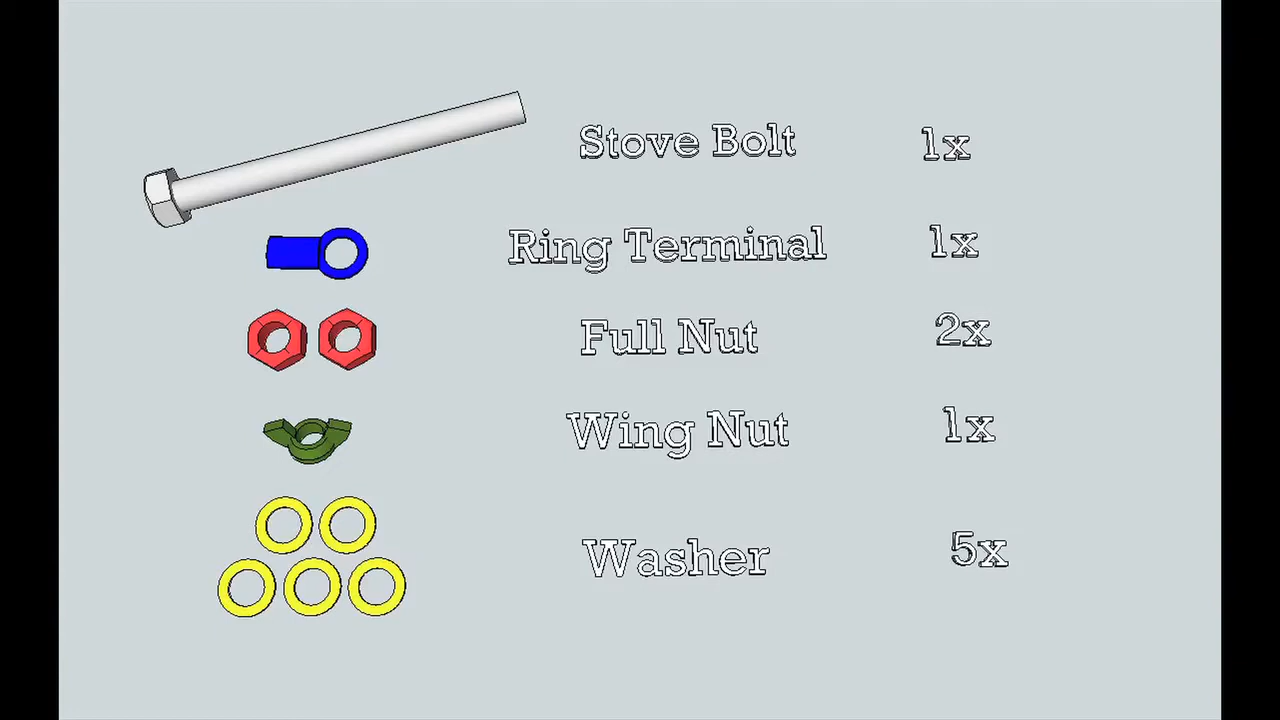 Stove Bolt 1x
Ring Terminal 1x
Full Nut 2x
Wing Nut 1x
Washer 5x